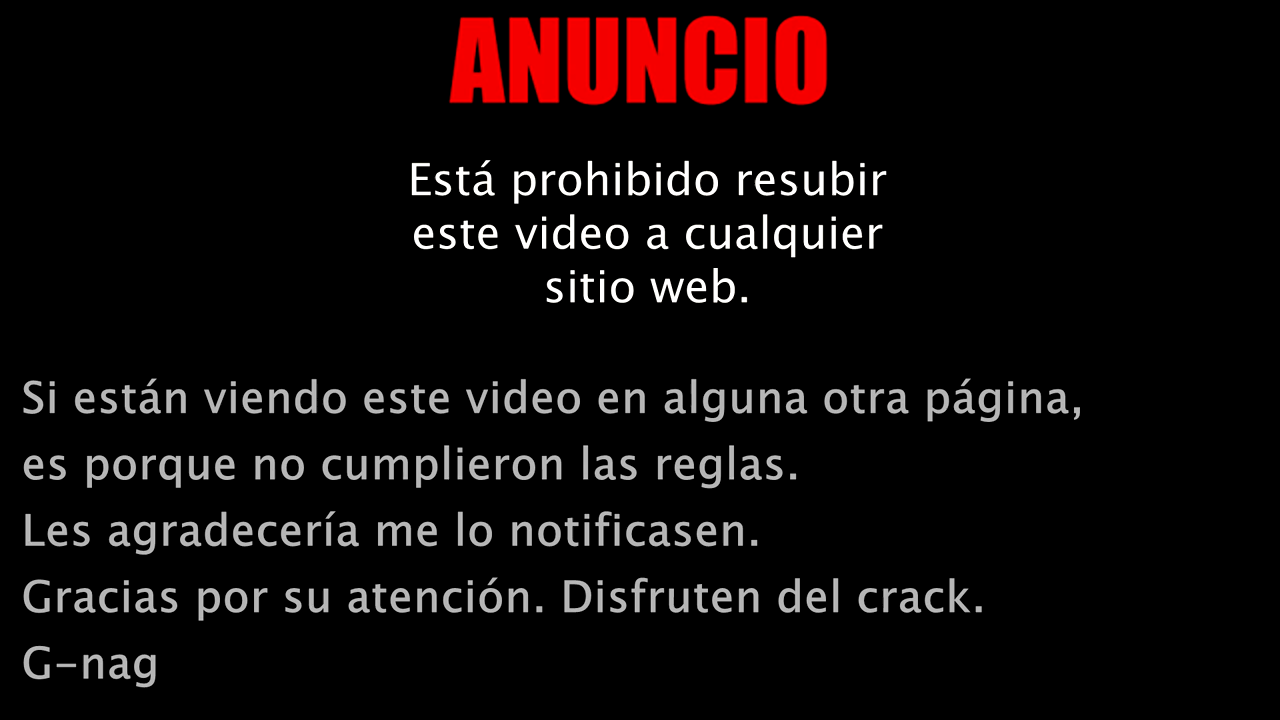 ANUNCIO
Está prohibido resubir
este video a cualquier
sitio web.
Si están viendo este video en alguna otra página,
es porque no cumplieron las reglas.
Les agradecería me lo notificasen.
Gracias por su atención. Disfruten del crack.
G-nag